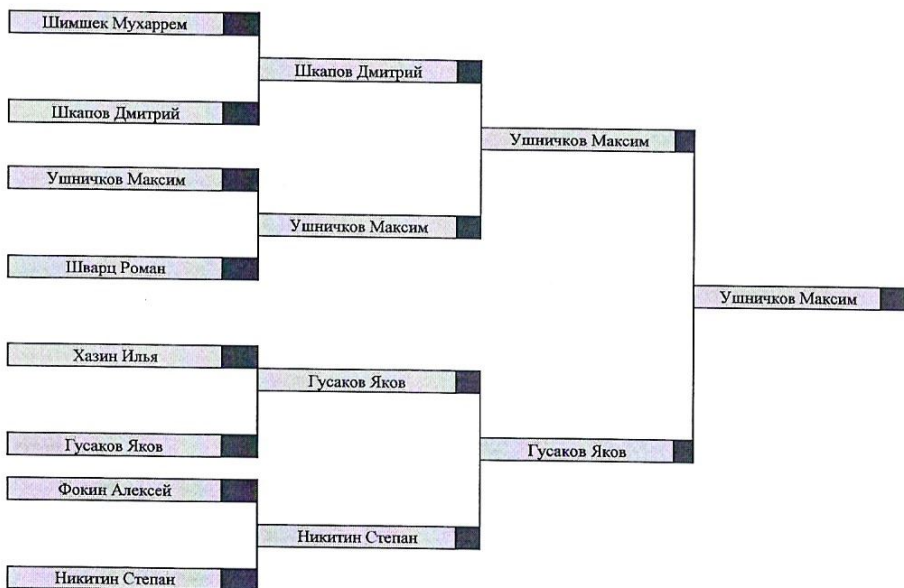 Шимшек Мухаррем
Шкапов Дмитрий
Ушничков Максим
Шварц Роман
Хазин Илья
Гусаков Яков
Фокин Алексей
Никитин Степан
Шкапов Дмитрий
Ушничков Максим
Гусаков Яков
Никитин Степан
Ушничков Максим
Гусаков Яков
Ушничков Максим